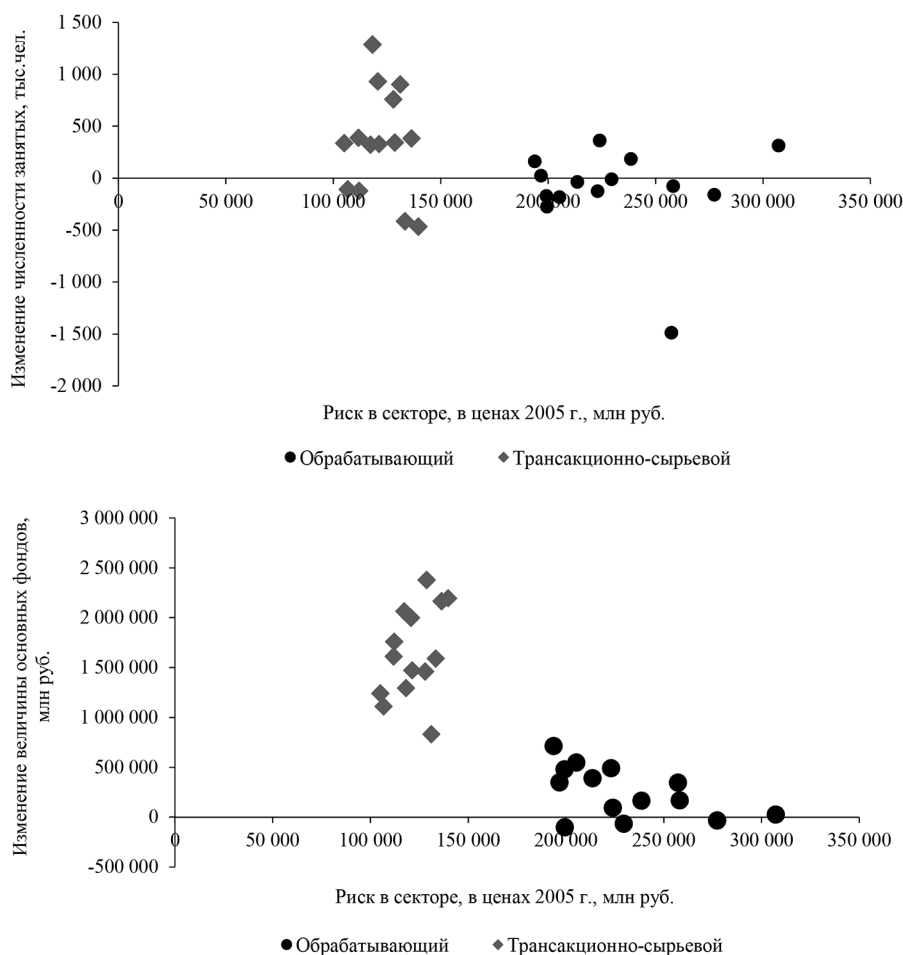 Изменение численности занятых, тыс.чел.
1 500
1 000
500
0
-500
-1 000
-1 500
-2 000
0
50 000
100 000
150 000
200 000
250 000
300 000
350 000
Риск в секторе, в ценах 2005 г., млн руб.
Обрабатывающий
Трансакционно-сырьевой
Изменение величины основных фондов,
млн руб.
3 000 000
2 500 000
2 000 000
1 500 000
1 000 000
500 000
0
-500 000
0
50 000
100 000
150 000
200 000
250 000
300 000
350 000
Риск в секторе, в ценах 2005 г., млн руб.
Обрабатывающий
Трансакционно-сырьевой